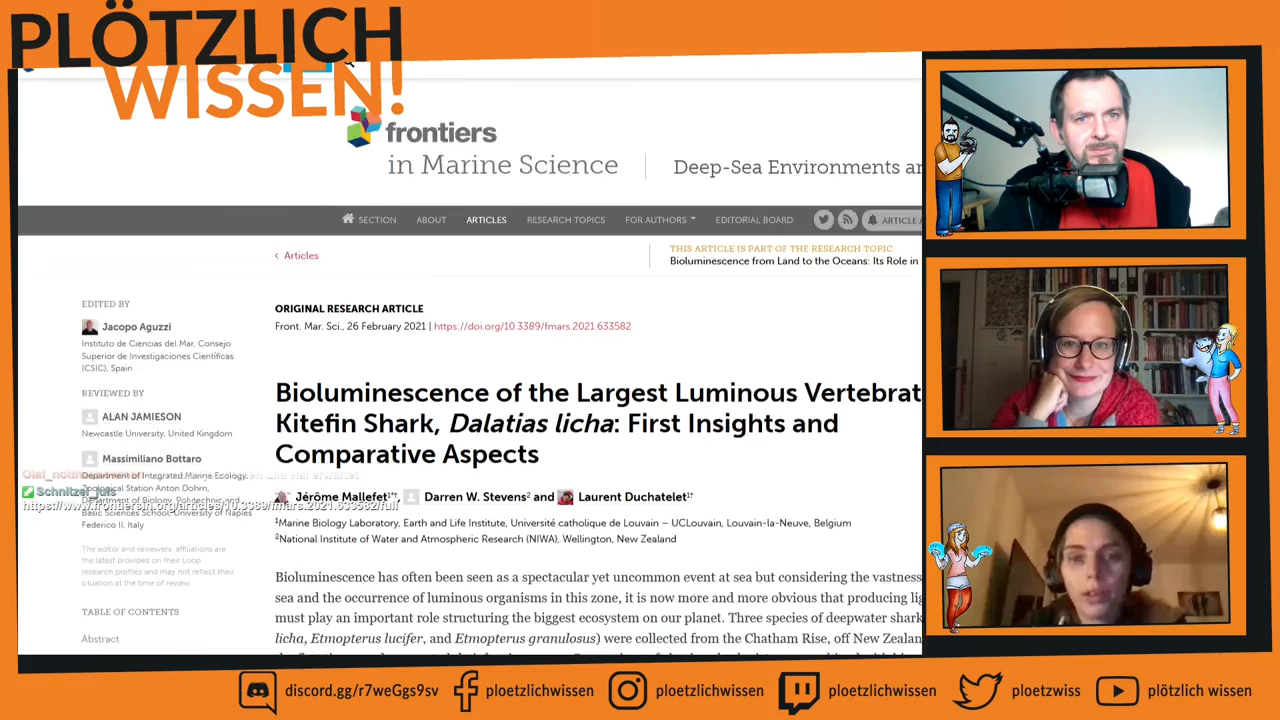 PLÖTZLICH
WISSEN!
frontiers
in Marine Science
Deep-Sea Environments an
SECTION
ABOUT
ARTICLES
RESEARCH TOPICS
FOR AUTHORS
EDITORIAL BOARD
ARTICLE A
‹ Articles
THIS ARTICLE IS PART OF THE RESEARCH TOPIC
Bioluminescence from Land to the Oceans: Its Role in
EDITED BY
Jacopo Aguzzi
Instituto de Ciencias del Mar, Consejo
Superior de Investigaciones Científicas
(CSIC), Spain
REVIEWED BY
ALAN JAMIESON
Newcastle University, United Kingdom
Massimiliano Bottaro
Department of Integrated Marine Ecology,
Zoological Station Anton Dohrn,
Department of Biology, Polytechnic and
Basic Sciences School, University of Naples
Federico II, Italy
The editor and reviewers' affiliations are
the latest provided on their Loop
research profiles and may not reflect their
situation at the time of review.
TABLE OF CONTENTS
Abstract
ORIGINAL RESEARCH ARTICLE
Front. Mar. Sci., 26 February 2021 | https://doi.org/10.3389/fmars.2021.633582
Bioluminescence of the Largest Luminous Vertebrat
Kitefin Shark, Dalatias licha: First Insights and
Comparative Aspects
Jérôme Mallefet1*†, Darren W. Stevens2 and Laurent Duchatelet1†
1Marine Biology Laboratory, Earth and Life Institute, Université catholique de Louvain – UCLouvain, Louvain-la-Neuve, Belgium
2National Institute of Water and Atmospheric Research (NIWA), Wellington, New Zealand
Bioluminescence has often been seen as a spectacular yet uncommon event at sea but considering the vastness
sea and the occurrence of luminous organisms in this zone, it is now more and more obvious that producing lig
must play an important role structuring the biggest ecosystem on our planet. Three species of deepwater shark
licha, Etmopterus lucifer, and Etmopterus granulosus) were collected from the Chatham Rise, off New Zealan
Schnitzel_juis
https://www.frontiersin.org/articles/10.3389/fmars.2021.633582/full
discord.gg/r7weGgs9sv
ploetzlichwissen
ploetzlichwissen
ploetzlichwissen
ploetzwiss
plötzlich wissen